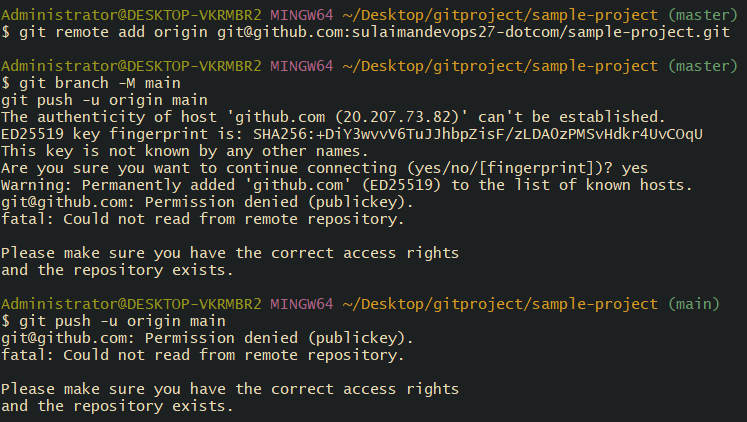 Administrator@DESKTOP-VKRMBR2 MINGW64 ~/Desktop/gitproject/sample-project (master)
$ git remote add origin git@github.com:sulaimandevops27-dotcom/sample-project.git
Administrator@DESKTOP-VKRMBR2 MINGW64 ~/Desktop/gitproject/sample-project (master)
$ git branch -M main
git push -u origin main
The authenticity of host 'github.com (20.207.73.82)' can't be established.
ED25519 key fingerprint is: SHA256:+DiY3wvvV6TuJJhbpZisF/zLDA0zPMSvHdkr4UvCOqU
This key is not known by any other names.
Are you sure you want to continue connecting (yes/no/[fingerprint])? yes
Warning: Permanently added 'github.com' (ED25519) to the list of known hosts.
git@github.com: Permission denied (publickey).
fatal: Could not read from remote repository.
Please make sure you have the correct access rights
and the repository exists.
Administrator@DESKTOP-VKRMBR2 MINGW64 ~/Desktop/gitproject/sample-project (main)
$ git push -u origin main
git@github.com: Permission denied (publickey).
fatal: Could not read from remote repository.
Please make sure you have the correct access rights
and the repository exists.